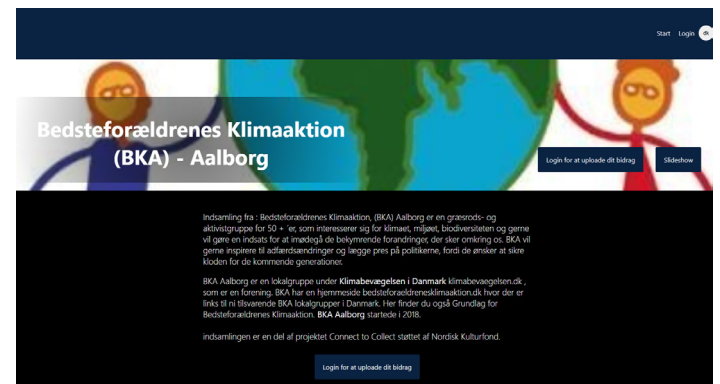 Start Login dk
Bedsteforældrenes Klimaaktion
(BKA) - Aalborg
Login for at uploade dit bidrag Slideshow
Indsamling fra : Bedsteforældrenes Klimaaktion, (BKA) Aalborg er en græsrods- og
aktivistgruppe for 50 + ´er, som interesserer sig for klimaet, miljøet, biodiversiteten og gerne
vil gøre en indsats for at imødegå de bekymrende forandringer, der sker omkring os. BKA vil
gerne inspirere til adfærdsændringer og lægge pres på politikerne, fordi de ønsker at sikre
kloden for de kommende generationer.
BKA Aalborg er en lokalgruppe under Klimabevægelsen i Danmark klimabevaegelsen.dk ,
som er en forening. BKA har en hjemmeside bedsteforaeldrenesklimaaktion.dk hvor der er
links til ni tilsvarende BKA lokalgrupper i Danmark. Her finder du også Grundlag for
Bedsteforældrenes Klimaaktion. BKA Aalborg startede i 2018.
indsamlingen er en del af projektet Connect to Collect støttet af Nordisk Kulturfond.
Login for at uploade dit bidrag